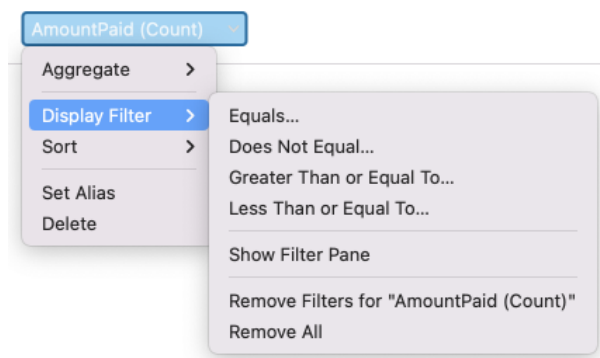 AmountPaid (Count)
Aggregate
Display Filter
Sort
Set Alias
Delete
Equals...
Does Not Equal...
Greater Than or Equal To...
Less Than or Equal To...
Show Filter Pane
Remove Filters for "AmountPaid (Count)"
Remove All